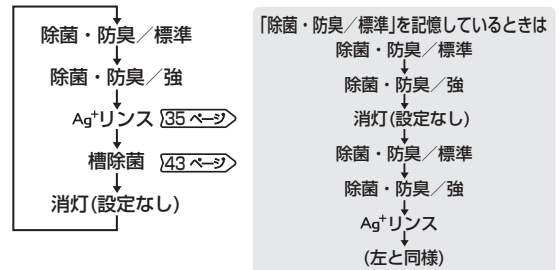 除菌・防臭／標準
除菌・防臭／強
Ag⁺リンス 35 ページ
槽除菌 43 ページ
消灯(設定なし)
「除菌・防臭／標準」を記憶しているときは
除菌・防臭／標準
除菌・防臭／強
消灯(設定なし)
除菌・防臭／標準
除菌・防臭／強
Ag⁺リンス
(左と同様)